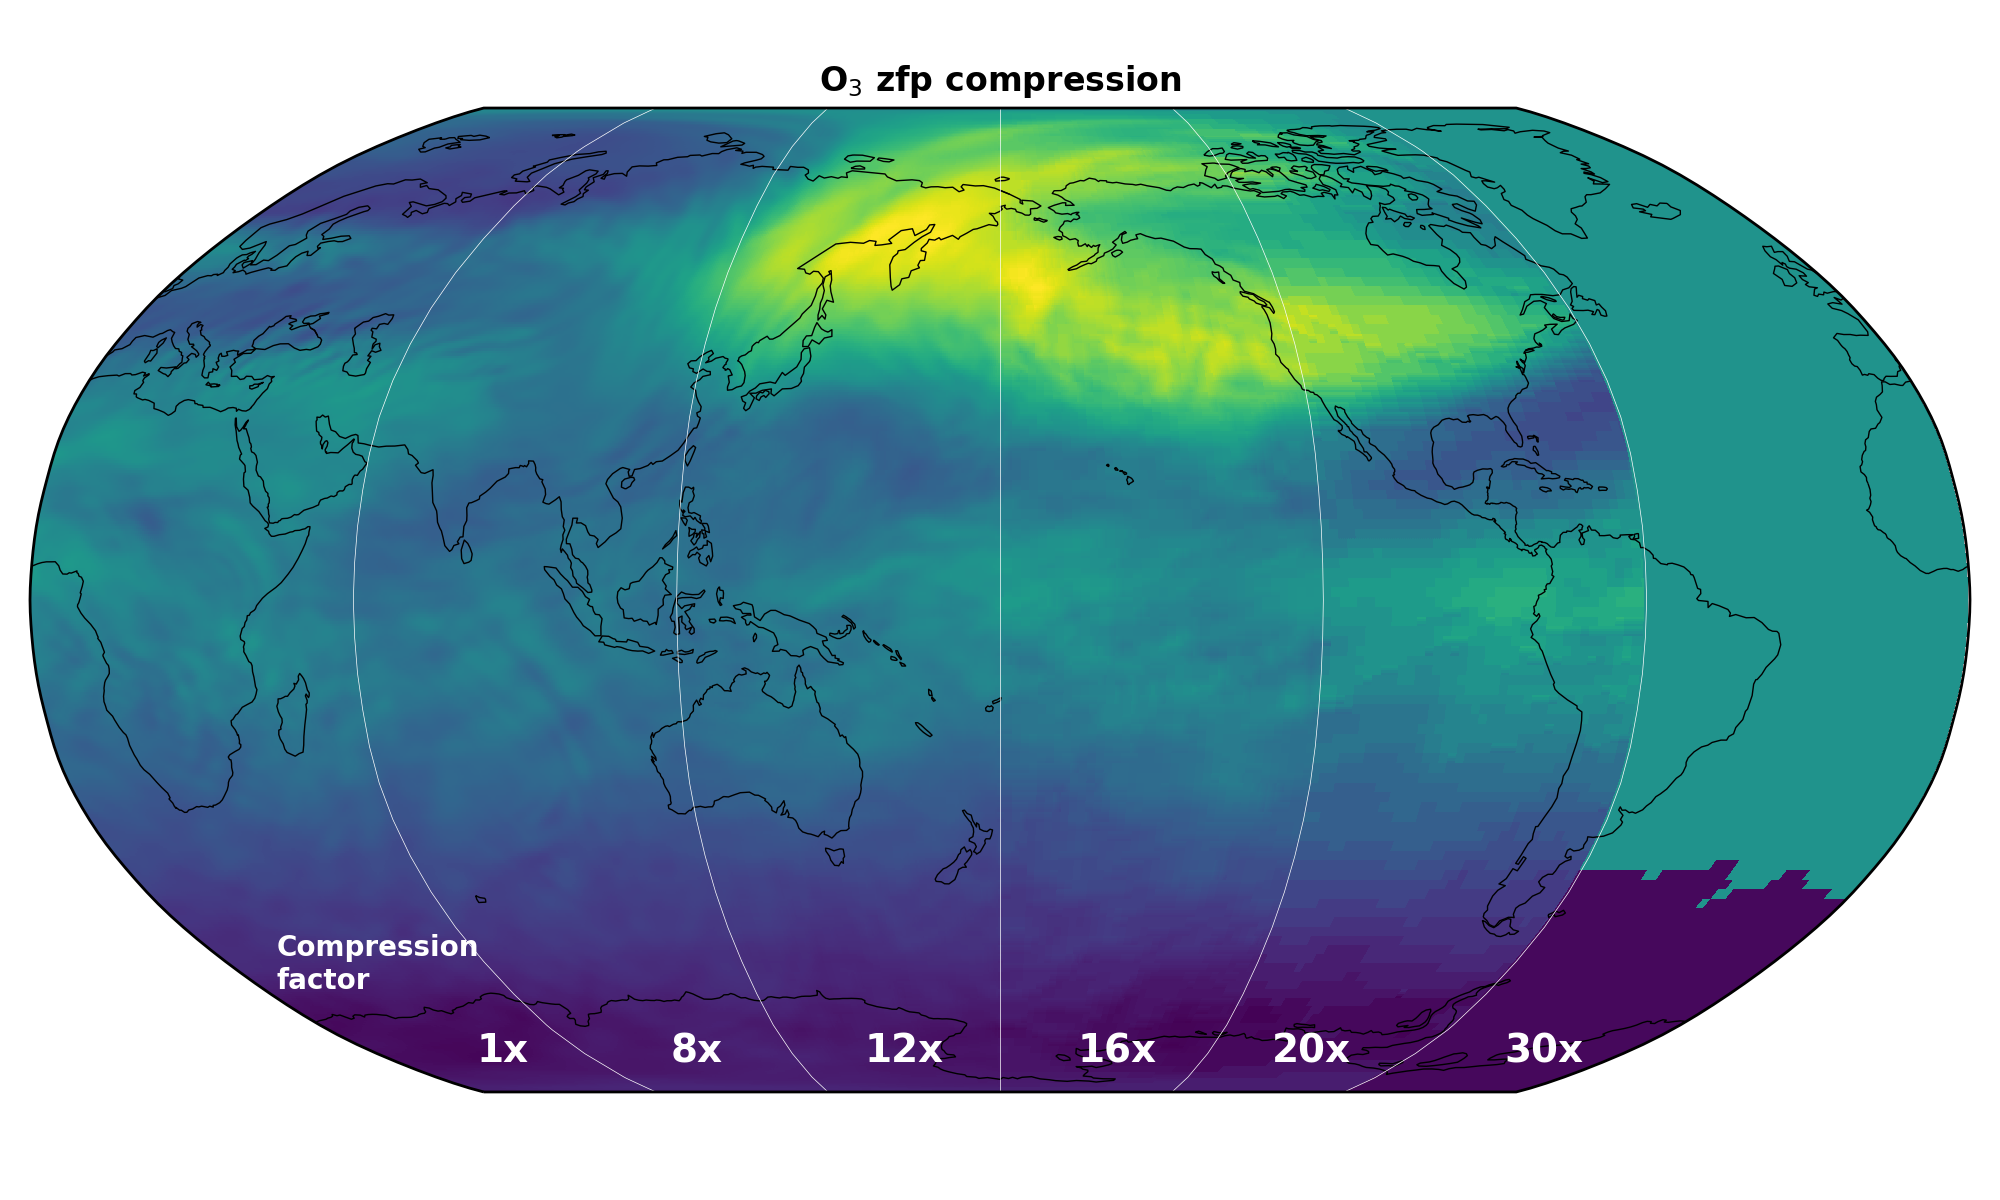 O₃ zfp compression
Compression
factor
1x 8x 12x 16x 20x 30x